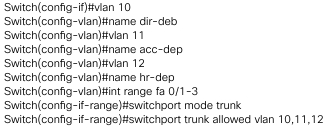 Switch(config-if)#vlan 10
Switch(config-vlan)#name dir-deb
Switch(config-vlan)#vlan 11
Switch(config-vlan)#name acc-dep
Switch(config-vlan)#vlan 12
Switch(config-vlan)#name hr-dep
Switch(config-vlan)#int range fa 0/1-3
Switch(config-if-range)#switchport mode trunk
Switch(config-if-range)#switchport trunk allowed vlan 10,11,12